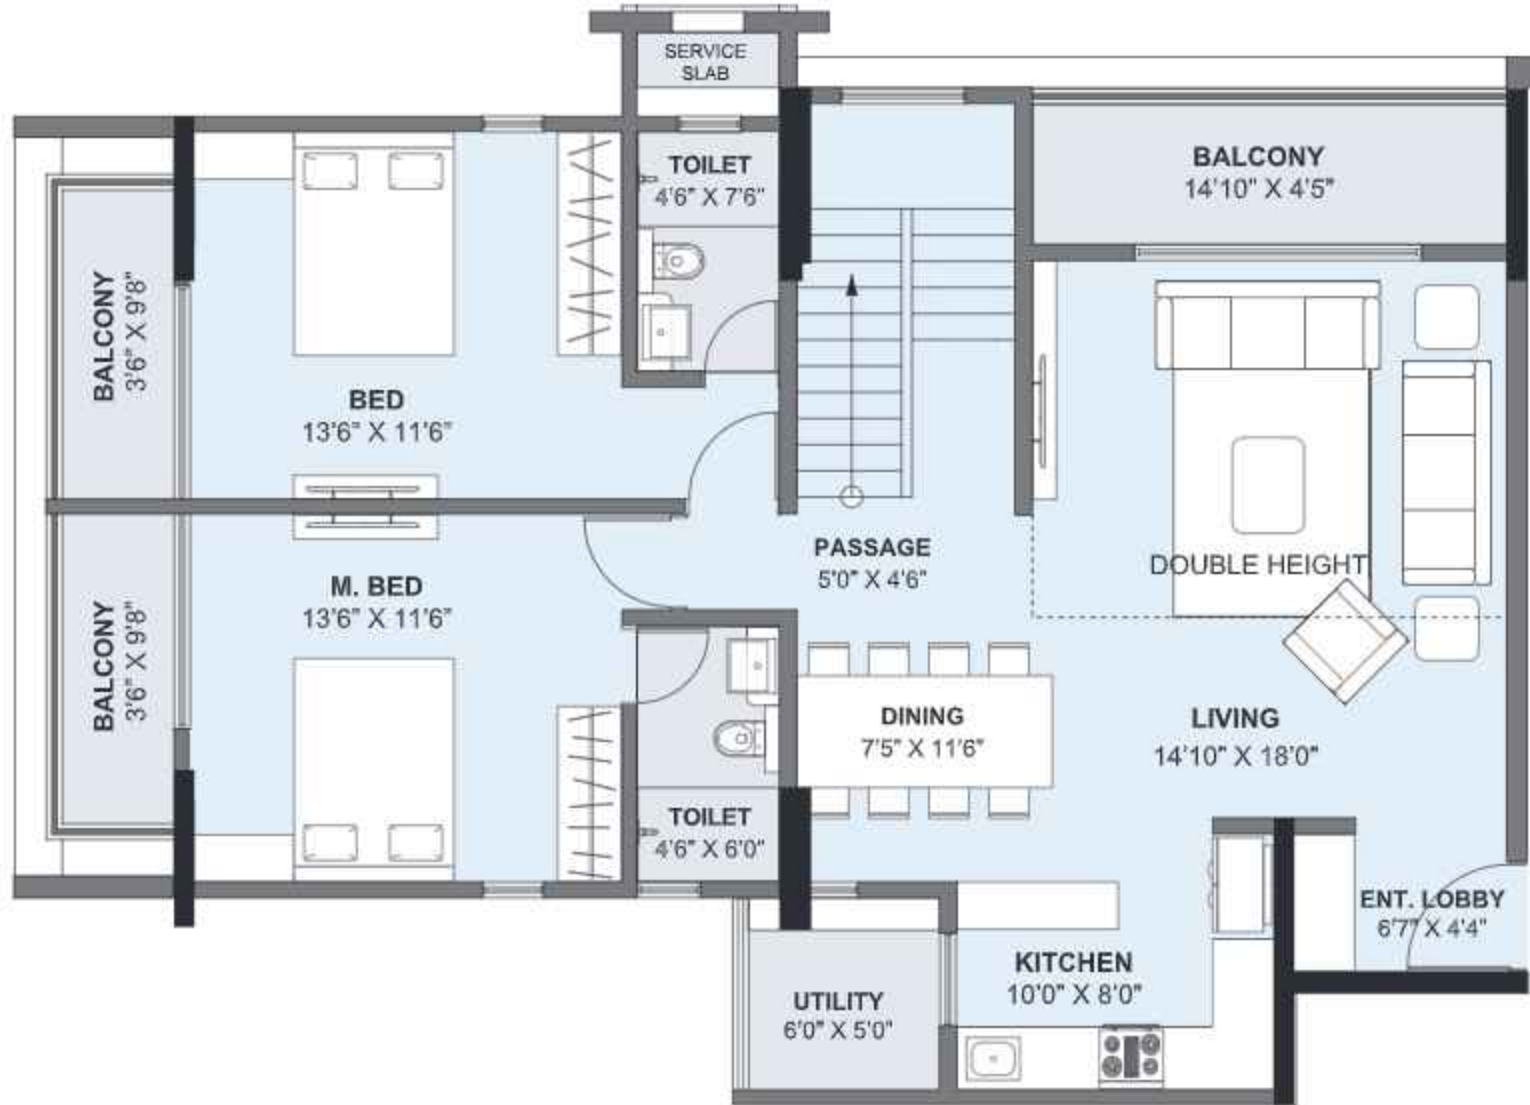 SERVICE
SLAB
TOILET
4'6" X 7'6"
BALCONY
14'10" X 4'5"
BALCONY
3'6" X 9'8"
BED
13'6" X 11'6"
PASSAGE
5'0" X 4'6"
DOUBLE HEIGHT
M. BED
13'6" X 11'6"
BALCONY
3'6" X 9'8"
DINING
7'5" X 11'6"
LIVING
14'10" X 18'0"
TOILET
4'6" X 6'0"
ENT. LOBBY
6'7" X 4'4"
KITCHEN
10'0" X 8'0"
UTILITY
6'0" X 5'0"